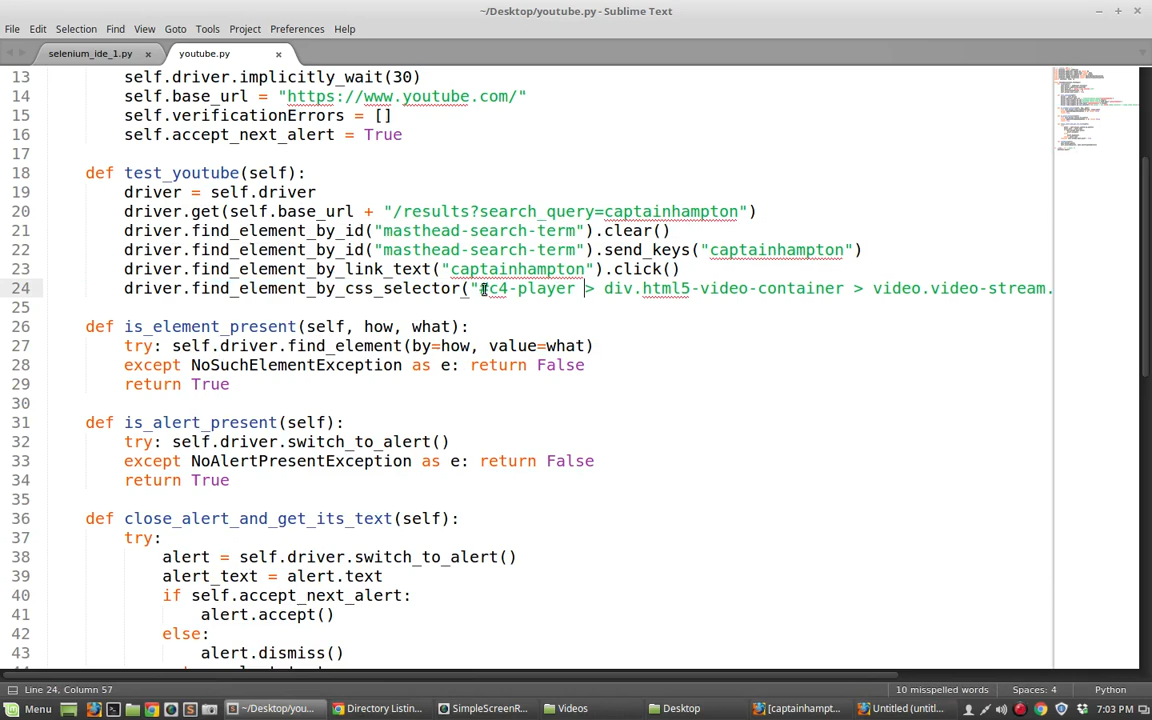 ~/Desktop/youtube.py - Sublime Text
File Edit Selection Find View Goto Tools Project Preferences Help
selenium_ide_1.py × youtube.py ×
13 self.driver.implicitly_wait(30)
14 self.base_url = "https://www.youtube.com/"
15 self.verificationErrors = []
16 self.accept_next_alert = True
17
18 def test_youtube(self):
19 driver = self.driver
20 driver.get(self.base_url + "/results?search_query=captainhampton")
21 driver.find_element_by_id("masthead-search-term").clear()
22 driver.find_element_by_id("masthead-search-term").send_keys("captainhampton")
23 driver.find_element_by_link_text("captainhampton").click()
24 driver.find_element_by_css_selector("#c4-player > div.html5-video-container > video.video-stream.
25
26 def is_element_present(self, how, what):
27 try: self.driver.find_element(by=how, value=what)
28 except NoSuchElementException as e: return False
29 return True
30
31 def is_alert_present(self):
32 try: self.driver.switch_to_alert()
33 except NoAlertPresentException as e: return False
34 return True
35
36 def close_alert_and_get_its_text(self):
37 try:
38 alert = self.driver.switch_to_alert()
39 alert_text = alert.text
40 if self.accept_next_alert:
41 alert.accept()
42 else:
43 alert.dismiss()
Line 24, Column 57 10 misspelled words Spaces: 4 Python
Menu ~/Desktop/you... Directory Listin... SimpleScreenR... Videos Desktop [captainhampt... Untitled (untitl... 7:03 PM